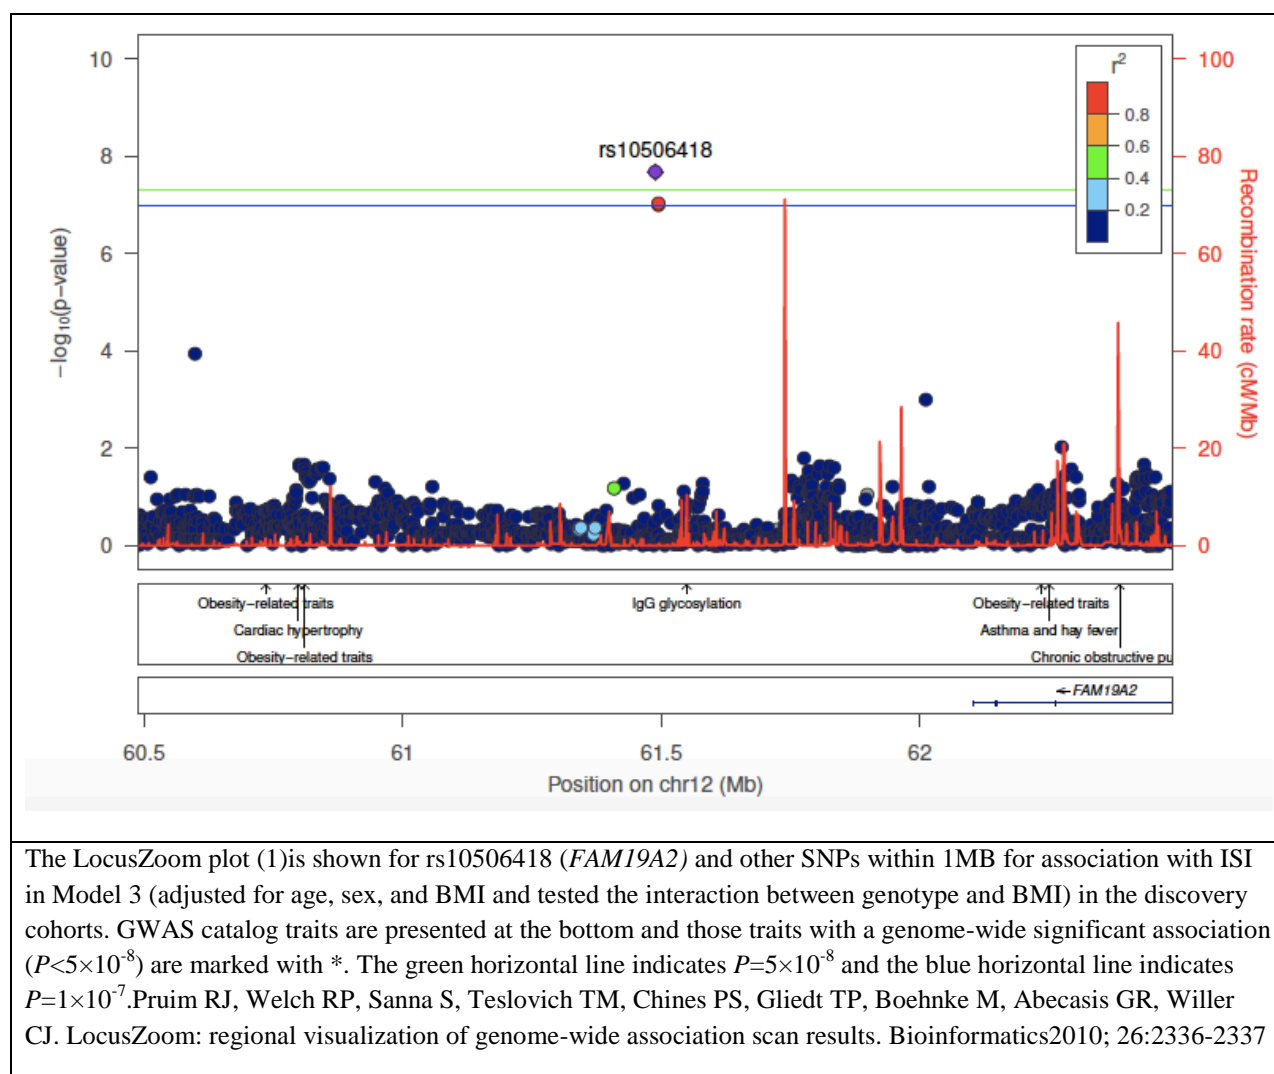 10
8
6
4
2
0
−log10(p−value)
rs10506418
r2
0.8
0.6
0.4
0.2
100
80
60
40
20
0
Recombination rate (cM/Mb)
Obesity−related traits
Cardiac hypertrophy
Obesity−related traits
IgG glycosylation
Obesity−related traits
Asthma and hay fever
Chronic obstructive pu
←FAM19A2
60.5 61 61.5 62
Position on chr12 (Mb)
The LocusZoom plot (1)is shown for rs10506418 (FAM19A2) and other SNPs within 1MB for association with ISI
in Model 3 (adjusted for age, sex, and BMI and tested the interaction between genotype and BMI) in the discovery
cohorts. GWAS catalog traits are presented at the bottom and those traits with a genome-wide significant association
(P<5×10-8) are marked with *. The green horizontal line indicates P=5×10-8 and the blue horizontal line indicates
P=1×10-7.Pruim RJ, Welch RP, Sanna S, Teslovich TM, Chines PS, Gliedt TP, Boehnke M, Abecasis GR, Willer
CJ. LocusZoom: regional visualization of genome-wide association scan results. Bioinformatics2010; 26:2336-2337